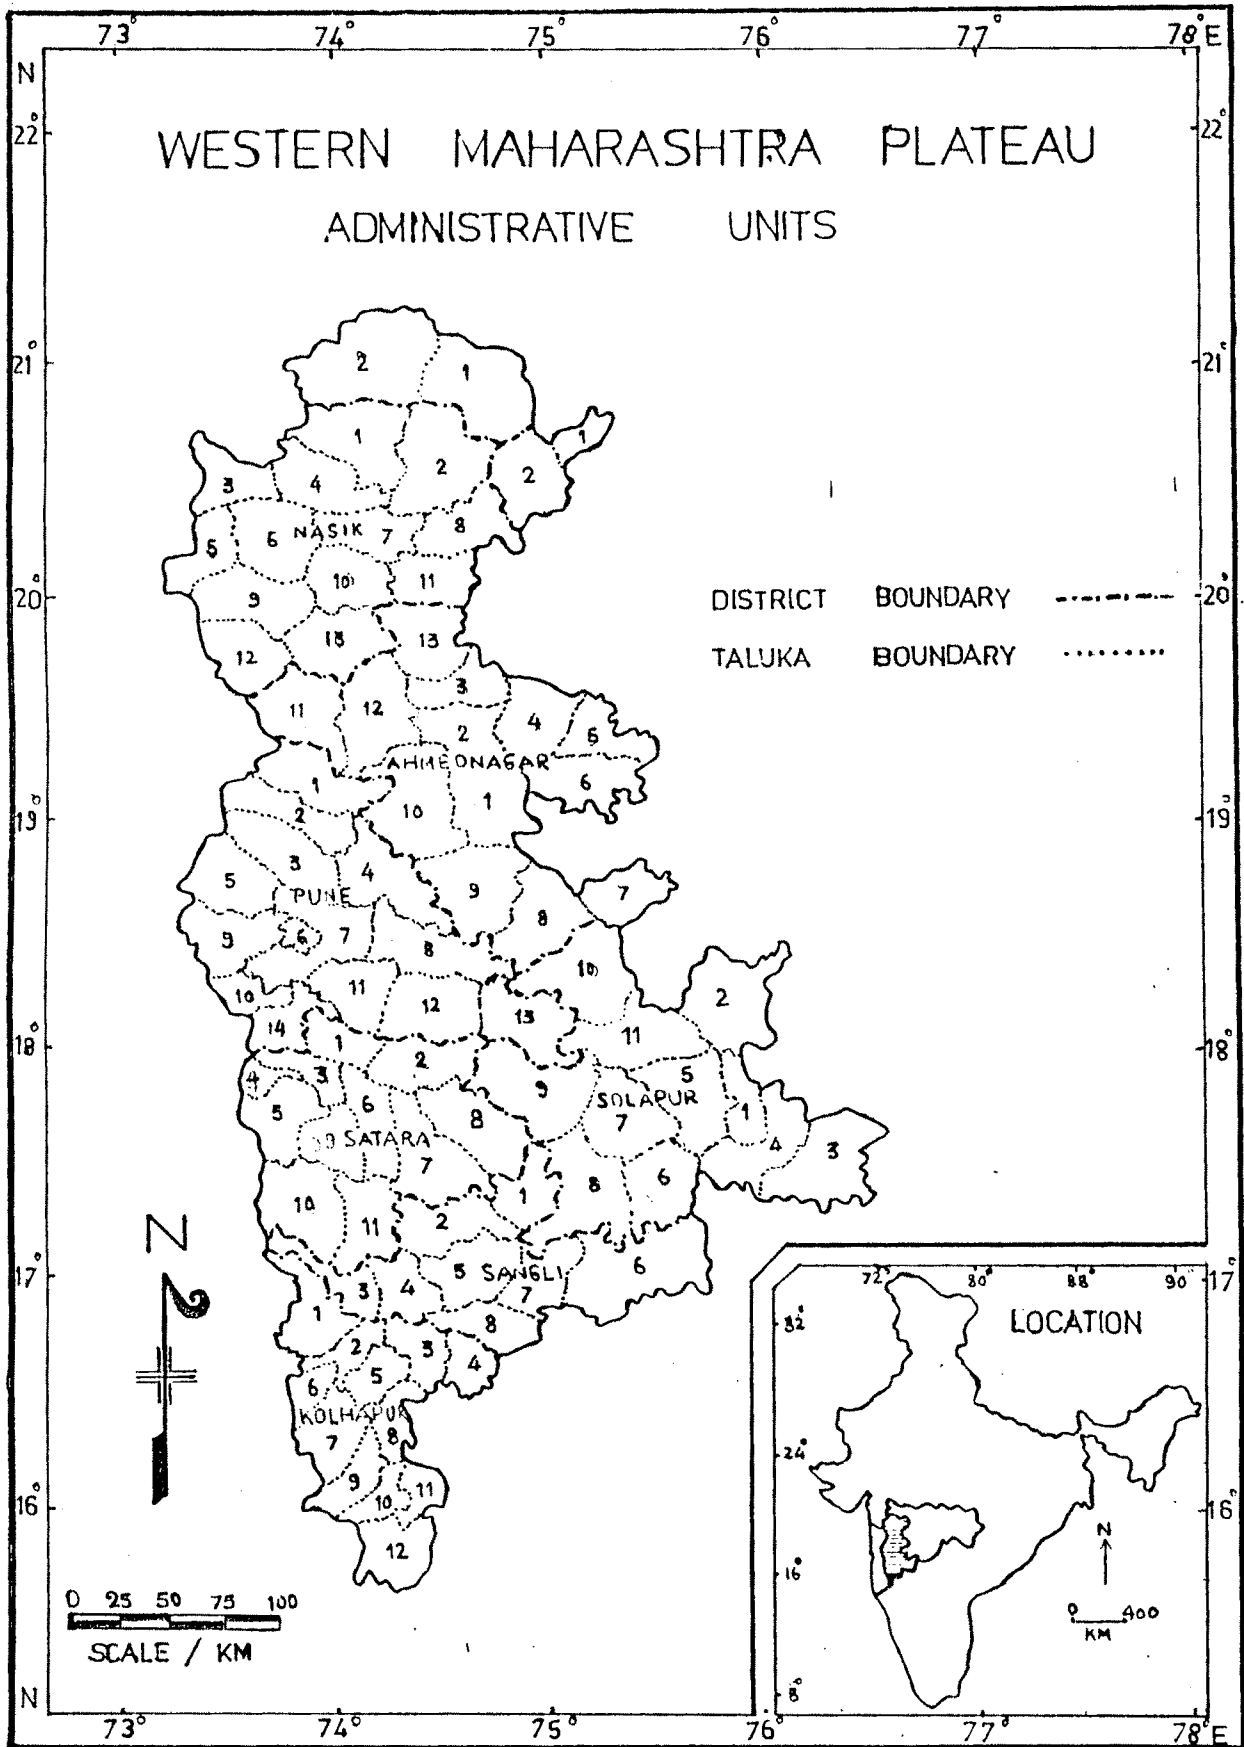 73° 74° 75° 76° 77° 78° E
N
22° 22°
WESTERN MAHARASHTRA PLATEAU
ADMINISTRATIVE UNITS
21° 21°
2 1
1 1
2 2
3 4
NASIK
5 6 7 8
10 11
20° 20°
DISTRICT BOUNDARY
9
13 13
TALUKA BOUNDARY
12
3
11 12 4 5
2
AHMEDNAGAR
6
1
10 1
19° 19°
2
3 4
5 9 7
PUNE
8
9 6 7 8
10
10 11 12 2
13
14 11
18° 1 18°
2
4 3 5
9
SOLAPUR
5 6 8 7 1
SATARA
4 3
7
8 6
10 1
11 2
N
17° 17°
5 SANGLI 6
3 4 7
1 8
2 3 4
5
6
KOLHAPUR
7 8
9 10 11
16° 16°
12
0 25 50 75 100
SCALE / KM
72° 80° 88° 90°
LOCATION
32°
24°
16°
8°
N
0 400
KM
N
73° 74° 75° 76° 77° 78° E